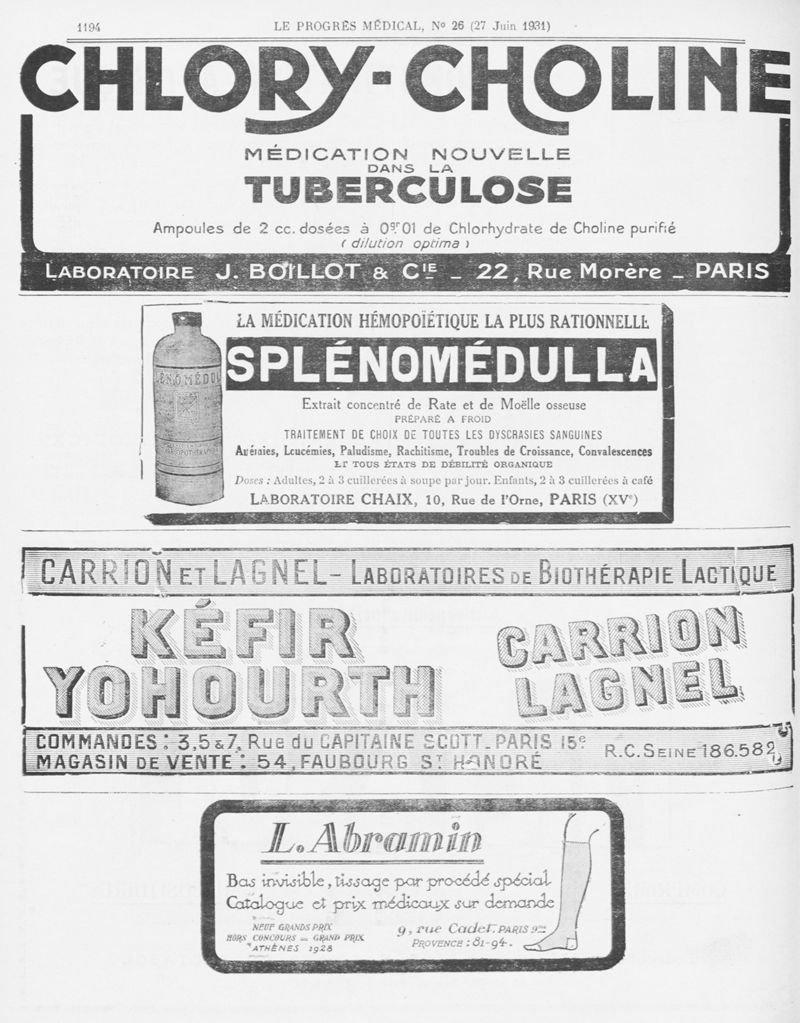 1194
LE PROGRÈS MÉDICAL, No 26 (27 Juin 1931)
CHLORY-CHOLINE
MÉDICATION NOUVELLE
DANS LA
TUBERCULOSE
Ampoules de 2 cc. dosées à 0gr.01 de Chlorhydrate de Choline purifié
(dilution optima)
LABORATOIRE J. BOILLOT & CIE _ 22, Rue Morère _ PARIS
LA MÉDICATION HÉMOPOÏÉTIQUE LA PLUS RATIONNELLE
SPLÉNOMÉDULLA
Extrait concentré de Rate et de Moëlle osseuse
PRÉPARÉ A FROID
TRAITEMENT DE CHOIX DE TOUTES LES DYSCRASIES SANGUINES
Anémies, Leucémies, Paludisme, Rachitisme, Troubles de Croissance, Convalescences
ET TOUS ÉTATS DE DÉBILITÉ ORGANIQUE
Doses : Adultes, 2 à 3 cuillerées à soupe par jour. Enfants, 2 à 3 cuillerées à café
LABORATOIRE CHAIX, 10, Rue de l'Orne, PARIS (XVe)
CARRION ET LAGNEL - LABORATOIRES DE BIOTHÉRAPIE LACTIQUE
KÉFIR
YOHOURTH
CARRION
LAGNEL
COMMANDES : 3,5 & 7, Rue du CAPITAINE SCOTT_PARIS 15e
MAGASIN DE VENTE : 54, FAUBOURG ST HONORÉ
R.C. SEINE 186.582
L. Abramin
Bas invisible, tissage par procédé spécial
Catalogue et prix médicaux sur demande
NEUF GRANDS PRIX
HORS CONCOURS _ GRAND PRIX
ATHÈNES 1928
9, rue Cadet_PARIS 9me
PROVENCE : 81-94.